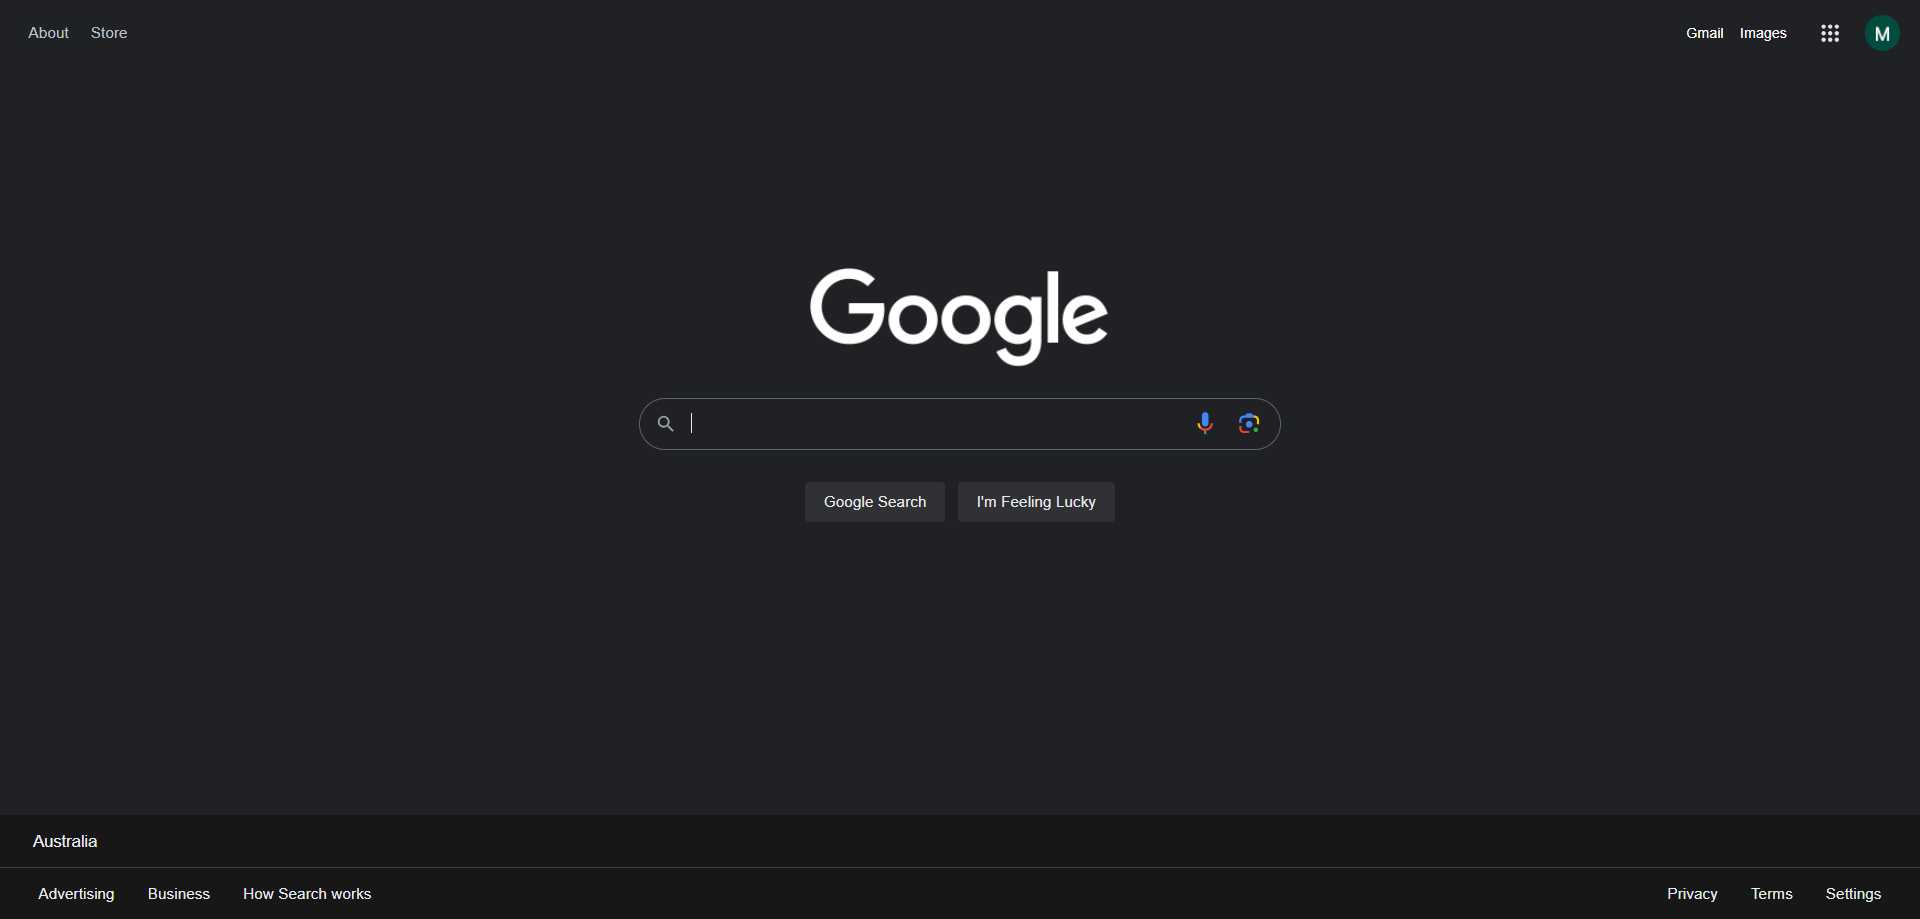 About Store Gmail Images M
Google
Google Search I'm Feeling Lucky
Australia
Advertising Business How Search works Privacy Terms Settings